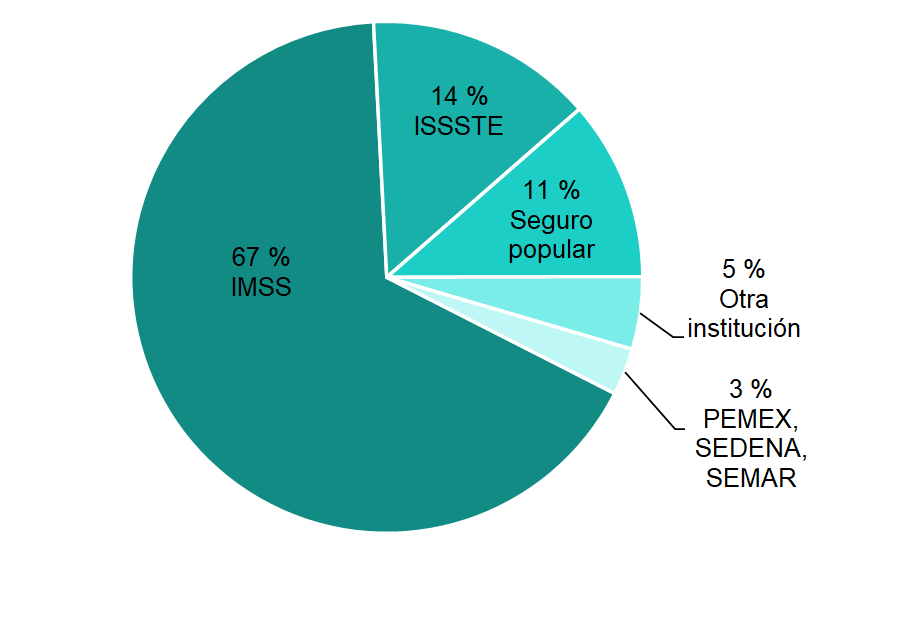 14 %
ISSSTE
11 %
Seguro
popular
67 %
IMSS
5 %
Otra
institución
3 %
PEMEX,
SEDENA,
SEMAR